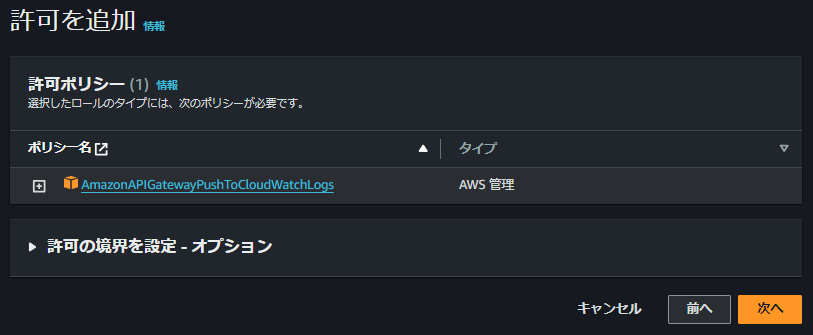 許可を追加 情報
許可ポリシー (1) 情報
選択したロールのタイプには、次のポリシーが必要です。
ポリシー名 タイプ
AmazonAPIGatewayPushToCloudWatchLogs AWS 管理
許可の境界を設定 - オプション
キャンセル 前へ 次へ